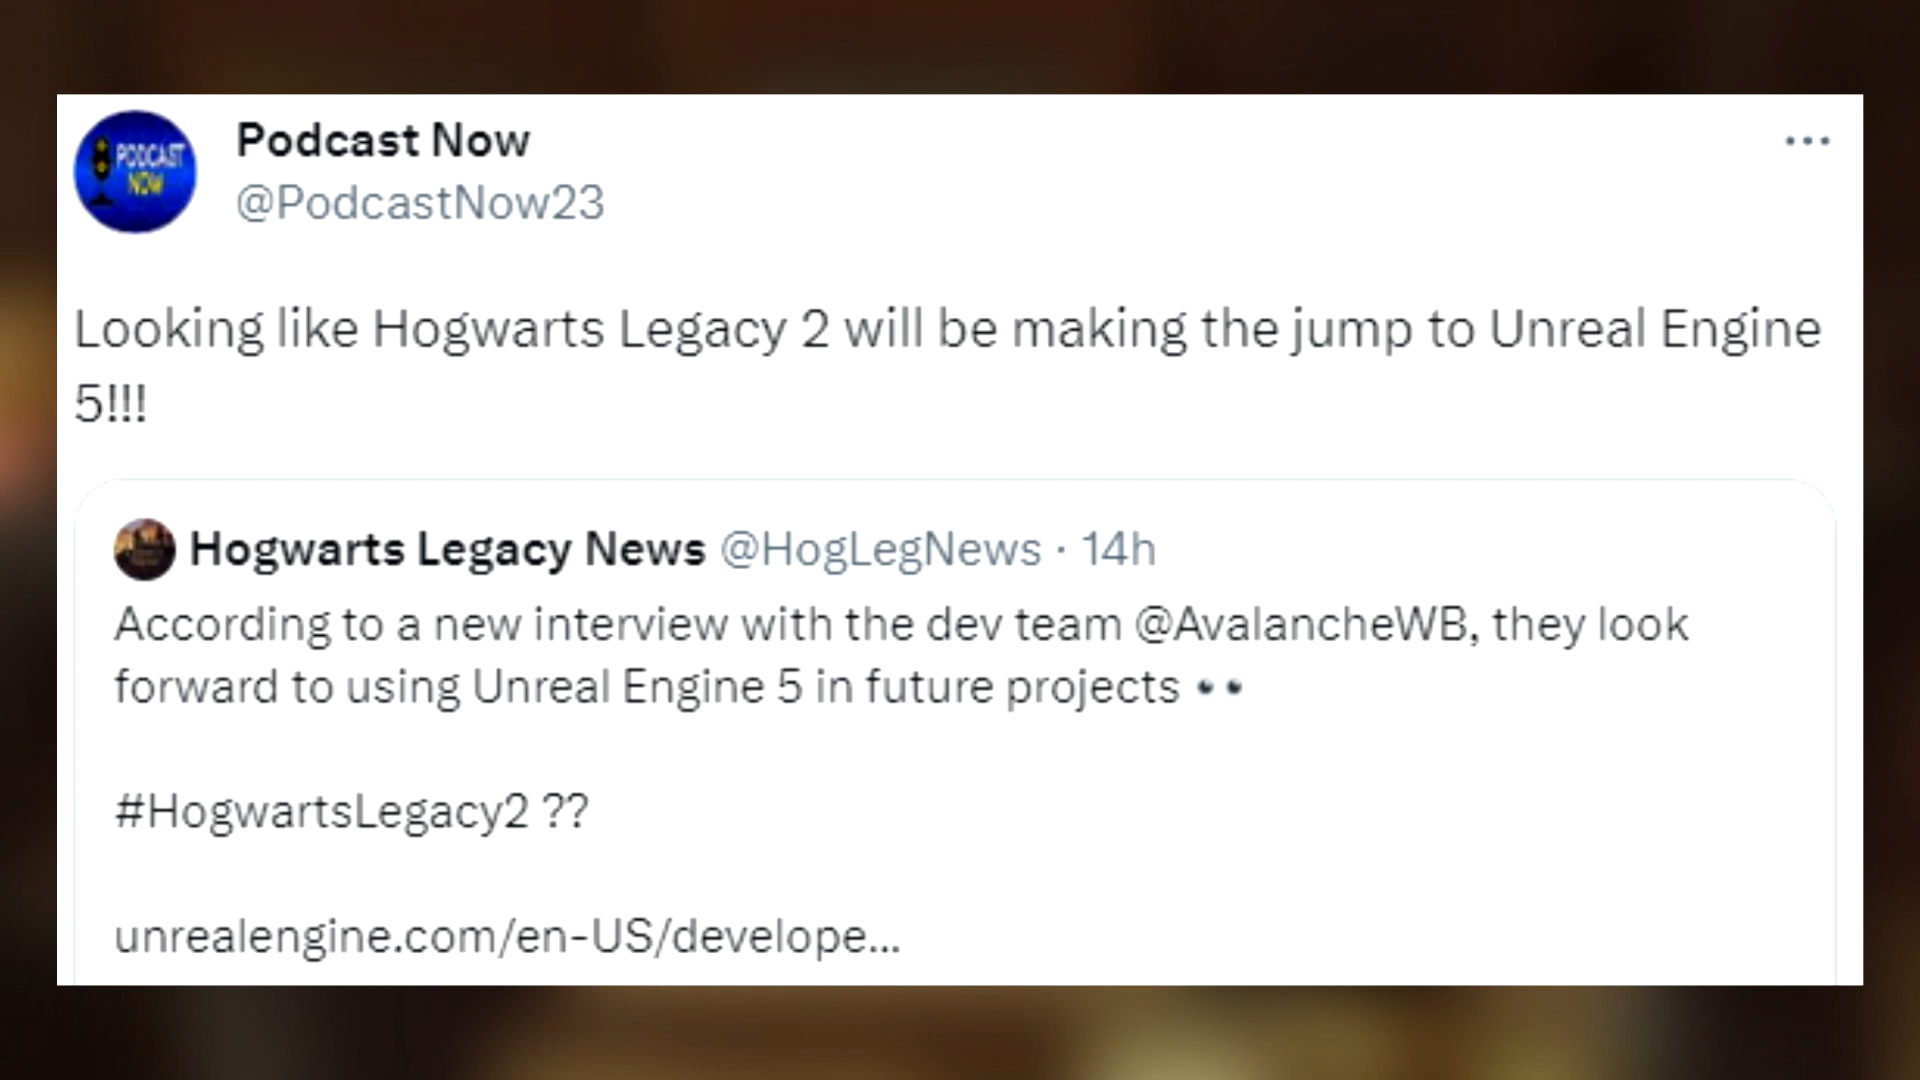 PODCAST
NOW
Podcast Now
@PodcastNow23
Looking like Hogwarts Legacy 2 will be making the jump to Unreal Engine
5!!!
Hogwarts Legacy News @HogLegNews · 14h
According to a new interview with the dev team @AvalancheWB, they look
forward to using Unreal Engine 5 in future projects 👀
#HogwartsLegacy2 ??
unrealengine.com/en-US/develope...